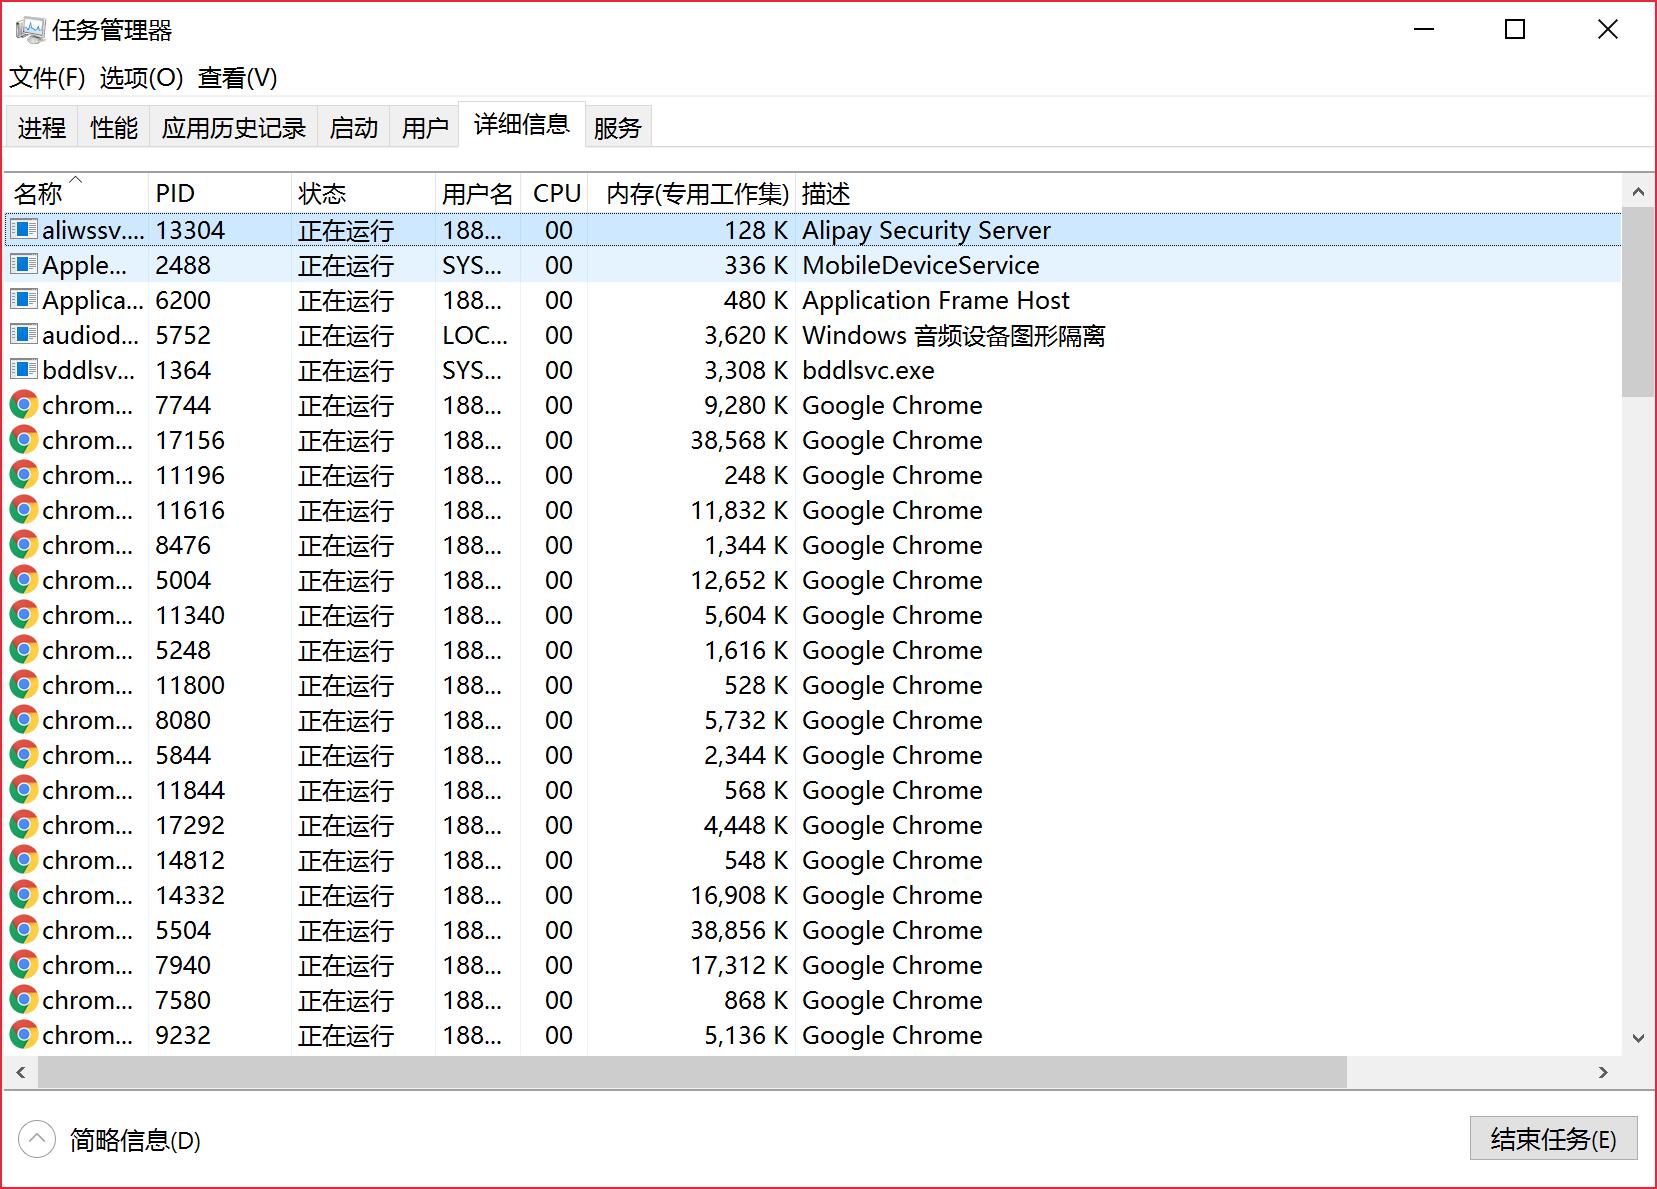 任务管理器
文件(F) 选项(O) 查看(V)
进程 性能 应用历史记录 启动 用户 详细信息 服务
名称 PID 状态 用户名 CPU 内存(专用工作集) 描述
aliwssv.... 13304 正在运行 188... 00 128 K Alipay Security Server
Apple... 2488 正在运行 SYS... 00 336 K MobileDeviceService
Applica... 6200 正在运行 188... 00 480 K Application Frame Host
audiod... 5752 正在运行 LOC... 00 3,620 K Windows 音频设备图形隔离
bddlsv... 1364 正在运行 SYS... 00 3,308 K bddlsvc.exe
chrom... 7744 正在运行 188... 00 9,280 K Google Chrome
chrom... 17156 正在运行 188... 00 38,568 K Google Chrome
chrom... 11196 正在运行 188... 00 248 K Google Chrome
chrom... 11616 正在运行 188... 00 11,832 K Google Chrome
chrom... 8476 正在运行 188... 00 1,344 K Google Chrome
chrom... 5004 正在运行 188... 00 12,652 K Google Chrome
chrom... 11340 正在运行 188... 00 5,604 K Google Chrome
chrom... 5248 正在运行 188... 00 1,616 K Google Chrome
chrom... 11800 正在运行 188... 00 528 K Google Chrome
chrom... 8080 正在运行 188... 00 5,732 K Google Chrome
chrom... 5844 正在运行 188... 00 2,344 K Google Chrome
chrom... 11844 正在运行 188... 00 568 K Google Chrome
chrom... 17292 正在运行 188... 00 4,448 K Google Chrome
chrom... 14812 正在运行 188... 00 548 K Google Chrome
chrom... 14332 正在运行 188... 00 16,908 K Google Chrome
chrom... 5504 正在运行 188... 00 38,856 K Google Chrome
chrom... 7940 正在运行 188... 00 17,312 K Google Chrome
chrom... 7580 正在运行 188... 00 868 K Google Chrome
chrom... 9232 正在运行 188... 00 5,136 K Google Chrome
简略信息(D) 结束任务(E)